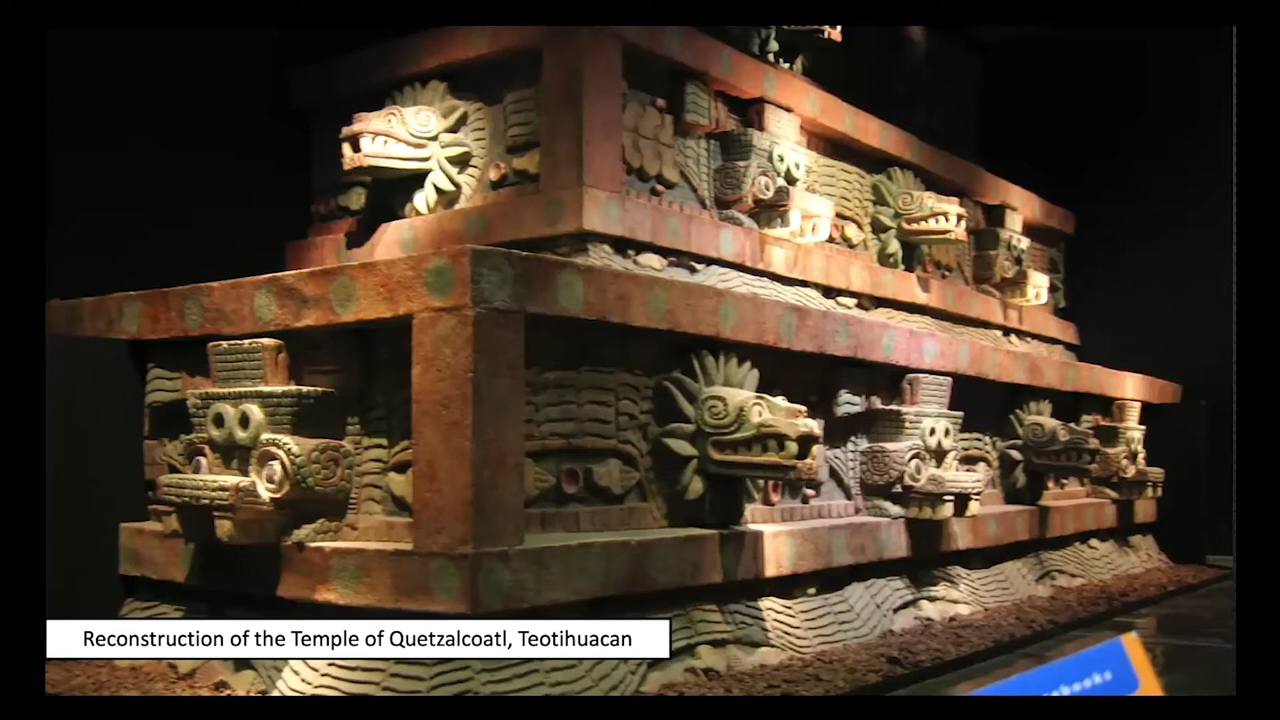 Reconstruction of the Temple of Quetzalcoatl, Teotihuacan